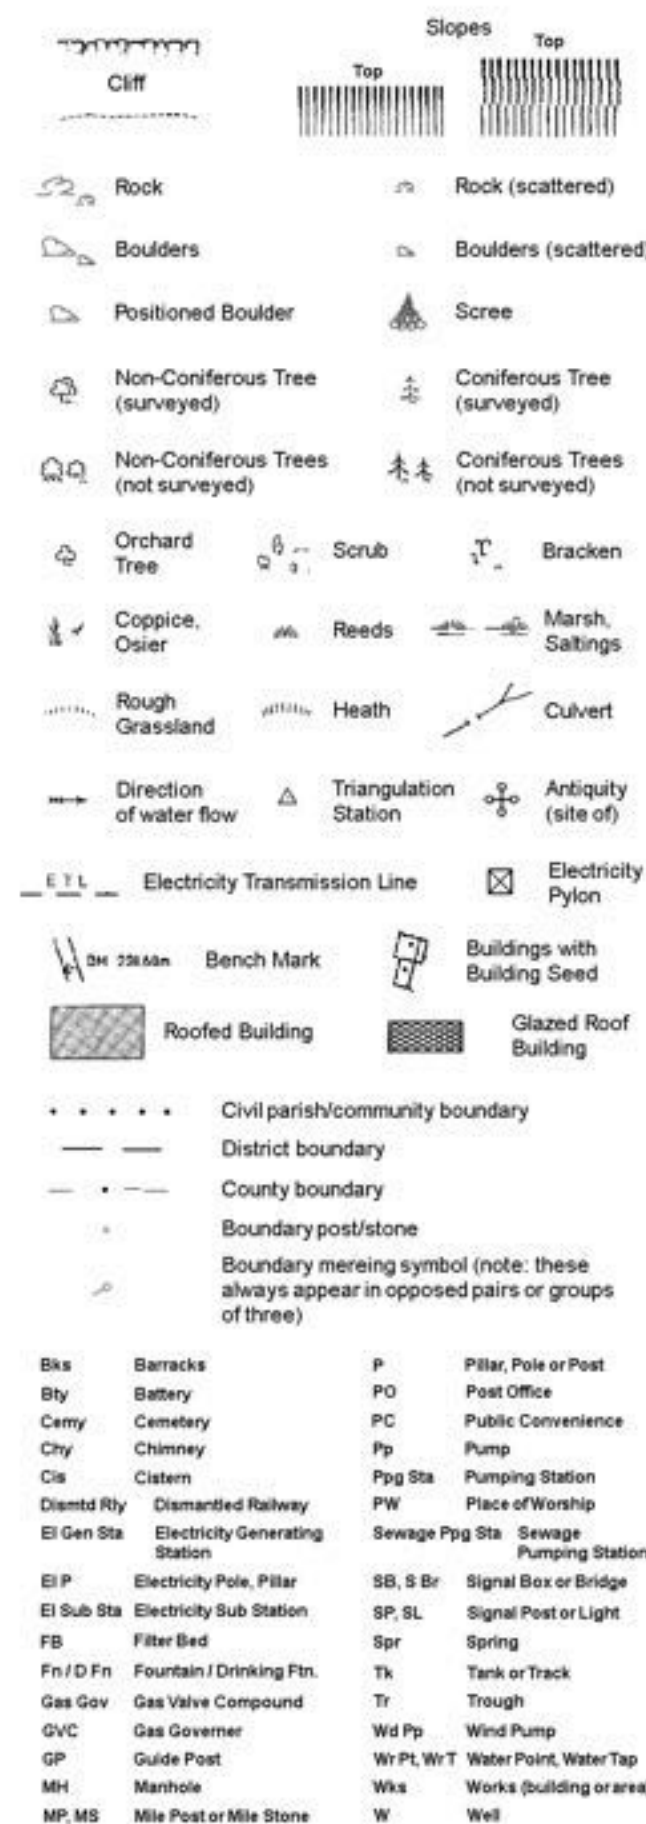 Slopes
Top
Top
Cliff
Rock
Rock (scattered)
Boulders
Boulders (scattered)
Positioned Boulder
Scree
Non-Coniferous Tree
(surveyed)
Coniferous Tree
(surveyed)
Non-Coniferous Trees
(not surveyed)
Coniferous Trees
(not surveyed)
Orchard
Tree
Scrub
Bracken
Coppice,
Osier
Reeds
Marsh,
Saltings
Rough
Grassland
Heath
Culvert
Direction
of water flow
Triangulation
Station
Antiquity
(site of)
E T L
Electricity Transmission Line
Electricity
Pylon
BM
Bench Mark
Buildings with
Building Seed
Roofed Building
Glazed Roof
Building
Civil parish/community boundary
District boundary
County boundary
Boundary post/stone
Boundary mereing symbol (note: these
always appear in opposed pairs or groups
of three)
Bks Barracks
P Pillar, Pole or Post
Bty Battery
PO Post Office
Cemy Cemetery
PC Public Convenience
Chy Chimney
Pp Pump
Cis Cistern
Ppg Sta Pumping Station
Dismtd Rly Dismantled Railway
PW Place of Worship
El Gen Sta Electricity Generating
Station
Sewage Ppg Sta Sewage
Pumping Station
El P Electricity Pole, Pillar
SB, S Br Signal Box or Bridge
El Sub Sta Electricity Sub Station
SP, SL Signal Post or Light
FB Filter Bed
Spr Spring
Fn / D Fn Fountain / Drinking Ftn.
Tk Tank or Track
Gas Gov Gas Valve Compound
Tr Trough
GVC Gas Governer
Wd Pp Wind Pump
GP Guide Post
Wr Pt, Wr T Water Point, Water Tap
MH Manhole
Wks Works (building or area)
MP, MS Mile Post or Mile Stone
W Well